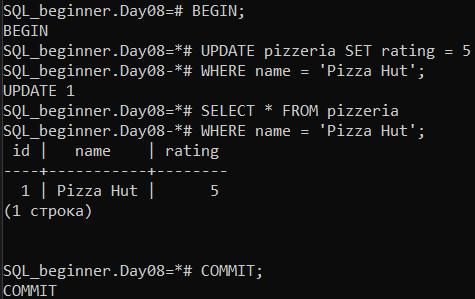 SQL_beginner.Day08=# BEGIN;
BEGIN
SQL_beginner.Day08=*# UPDATE pizzeria SET rating = 5
SQL_beginner.Day08-*# WHERE name = 'Pizza Hut';
UPDATE 1
SQL_beginner.Day08=*# SELECT * FROM pizzeria
SQL_beginner.Day08-*# WHERE name = 'Pizza Hut';
 id |   name    | rating
----+-----------+--------
  1 | Pizza Hut |      5
(1 строка)
SQL_beginner.Day08=*# COMMIT;
COMMIT